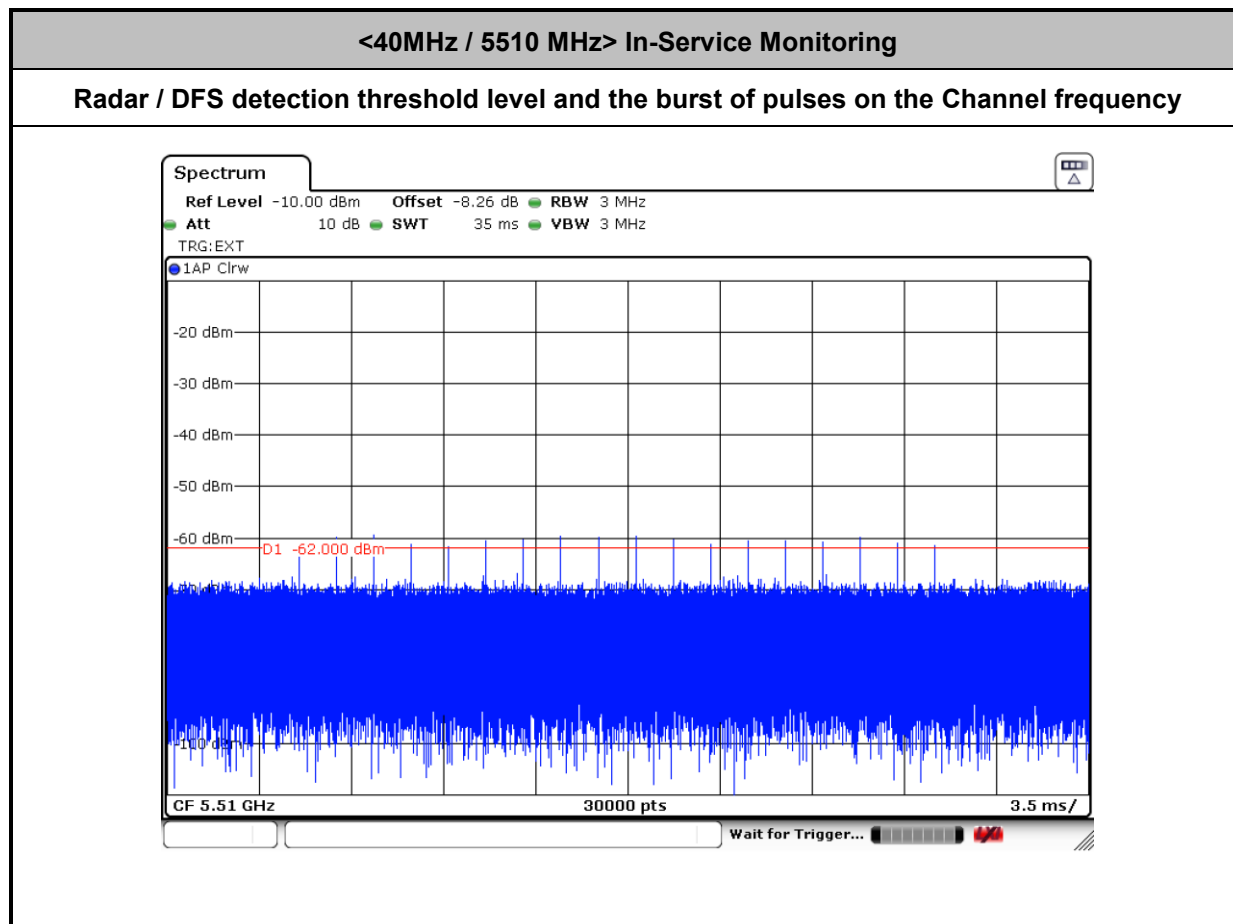 <40MHz / 5510 MHz> In-Service Monitoring
Radar / DFS detection threshold level and the burst of pulses on the Channel frequency
Spectrum
Ref Level -10.00 dBm Offset -8.26 dB RBW 3 MHz
Att 10 dB SWT 35 ms VBW 3 MHz
TRG:EXT
1AP Clrw
-20 dBm
-30 dBm
-40 dBm
-50 dBm
-60 dBm
D1 -62.000 dBm
-100 dBm
CF 5.51 GHz 30000 pts 3.5 ms/
Wait for Trigger...